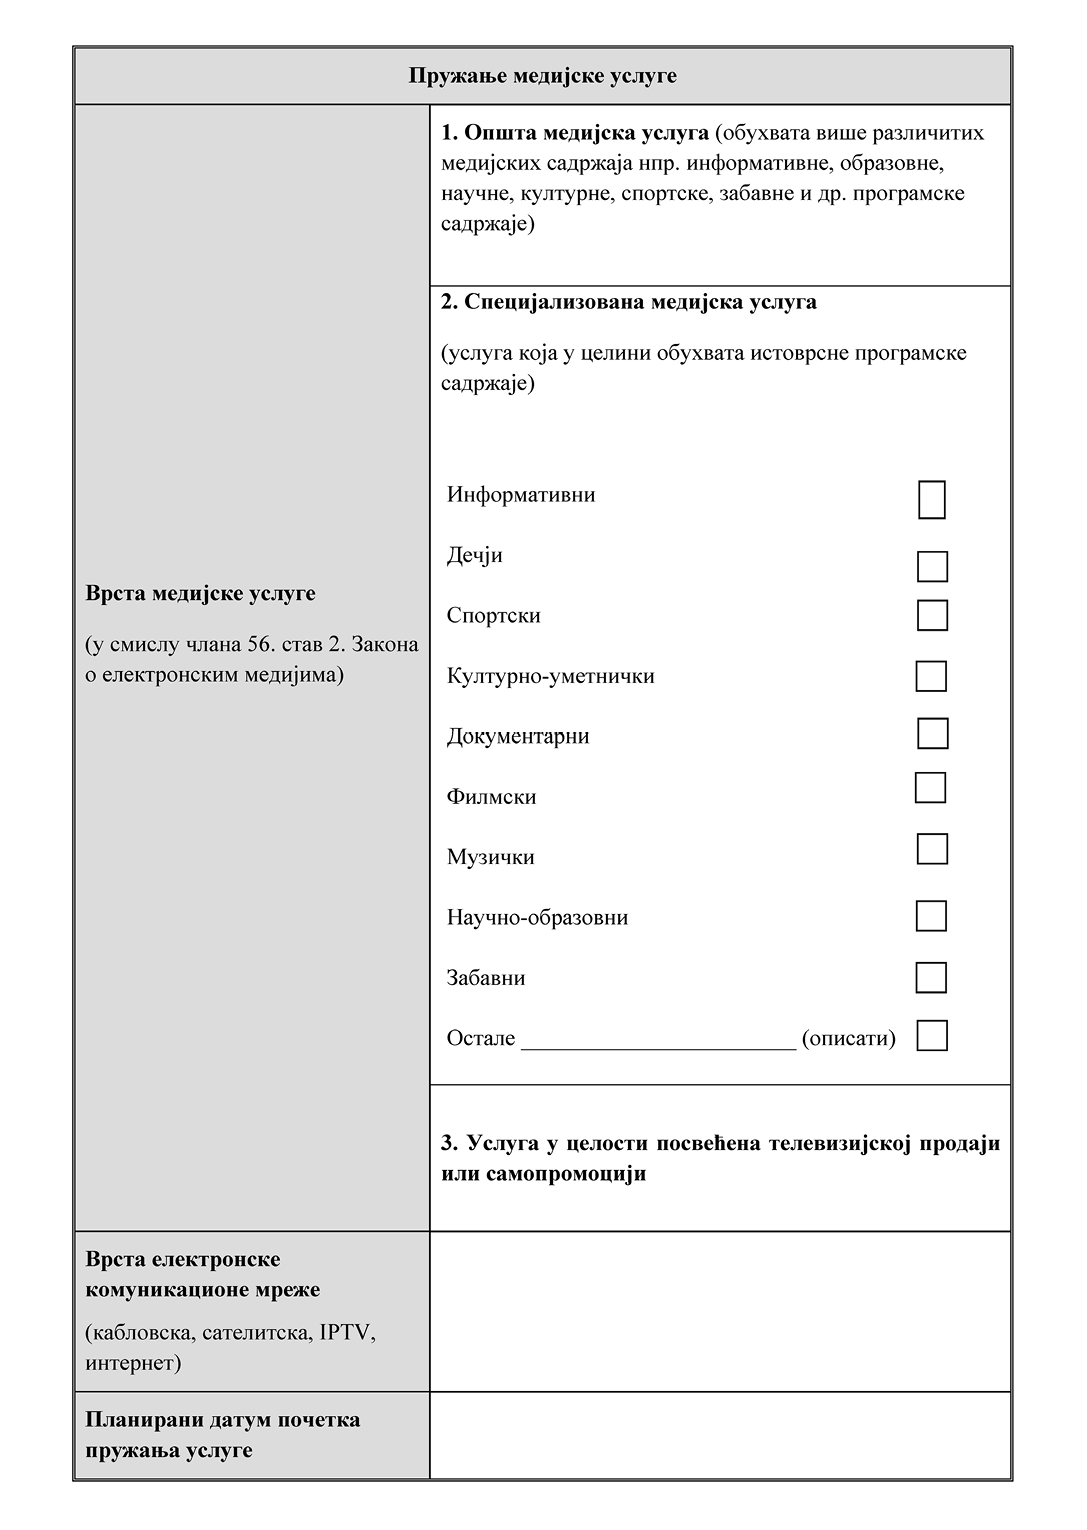 Пружање медијске услуге
1. Општа медијска услуга (обухвата више различитих
медијских садржаја нпр. информативне, образовне,
научне, културне, спортске, забавне и др. програмске
садржаје)
2. Специјализована медијска услуга
(услуга која у целини обухвата истоврсне програмске
садржаје)
Информативни
Дечји
Спортски
Културно-уметнички
Документарни
Филмски
Музички
Научно-образовни
Забавни
Остале _________________________ (описати)
3. Услуга у целости посвећена телевизијској продаји
или самопромоцији
Врста медијске услуге
(у смислу члана 56. став 2. Закона
о електронским медијима)
Врста електронске
комуникационе мреже
(кабловска, сателитска, IPTV,
интернет)
Планирани датум почетка
пружања услуге